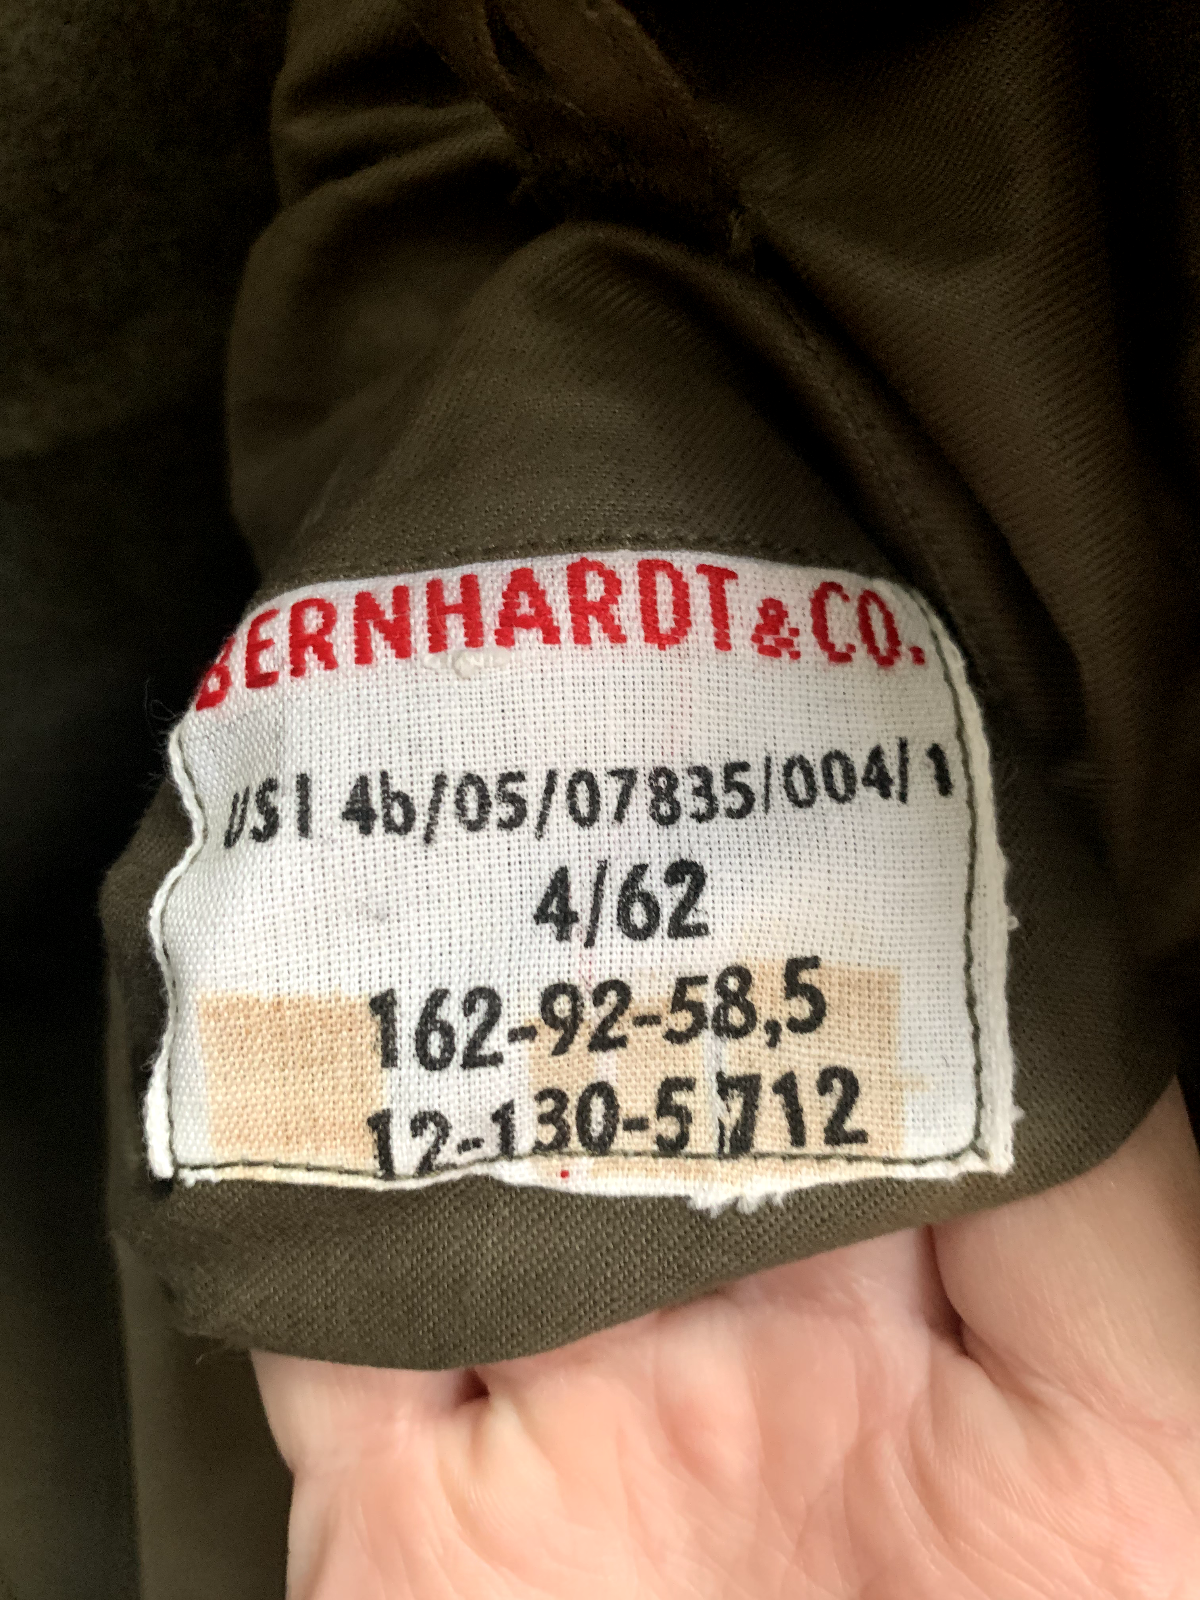 BERNHARDT & CO.
USI 4b/05/07835/004/1
4/62
162-92-58,5
12-130-5712